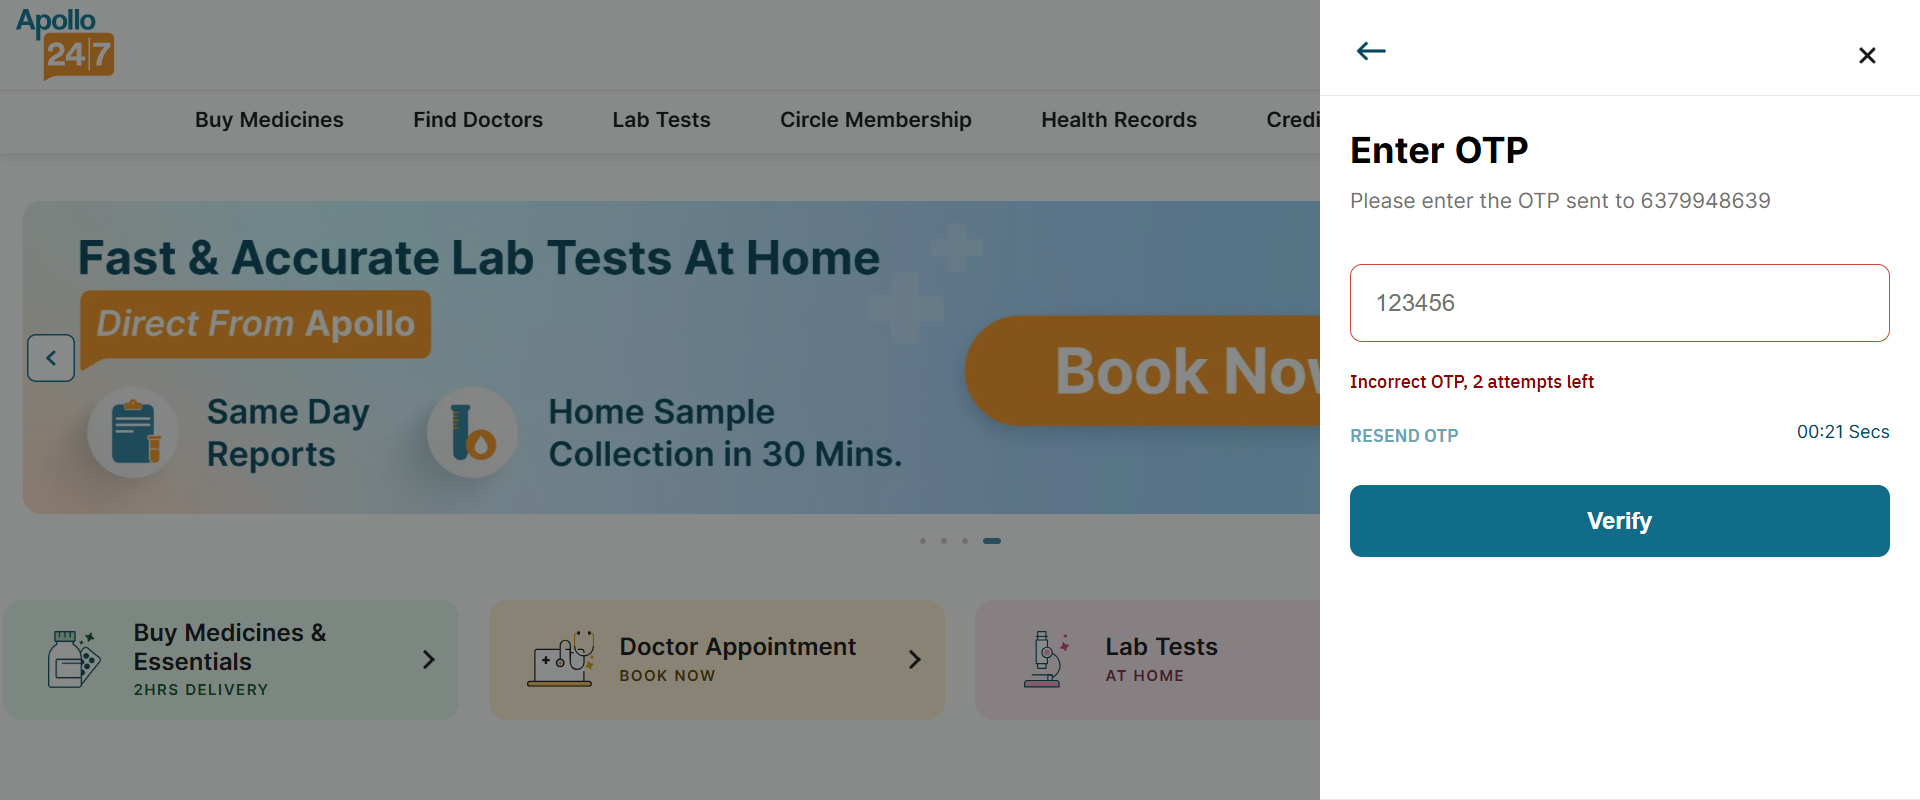 Apollo
24|7
Buy Medicines
Find Doctors
Lab Tests
Circle Membership
Health Records
Credi
Fast & Accurate Lab Tests At Home
Direct From Apollo
Same Day
Reports
Home Sample
Collection in 30 Mins.
Book Now
Buy Medicines &
Essentials
2HRS DELIVERY
Doctor Appointment
BOOK NOW
Lab Tests
AT HOME
Enter OTP
Please enter the OTP sent to 6379948639
123456
Incorrect OTP, 2 attempts left
RESEND OTP
00:21 Secs
Verify